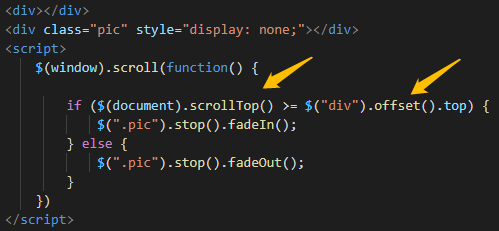 <div></div>
<div class="pic" style="display: none;"></div>
<script>
    $(window).scroll(function() {

        if ($(document).scrollTop() >= $("div").offset().top) {
            $(".pic").stop().fadeIn();
        } else {
            $(".pic").stop().fadeOut();
        }
    })
</script>